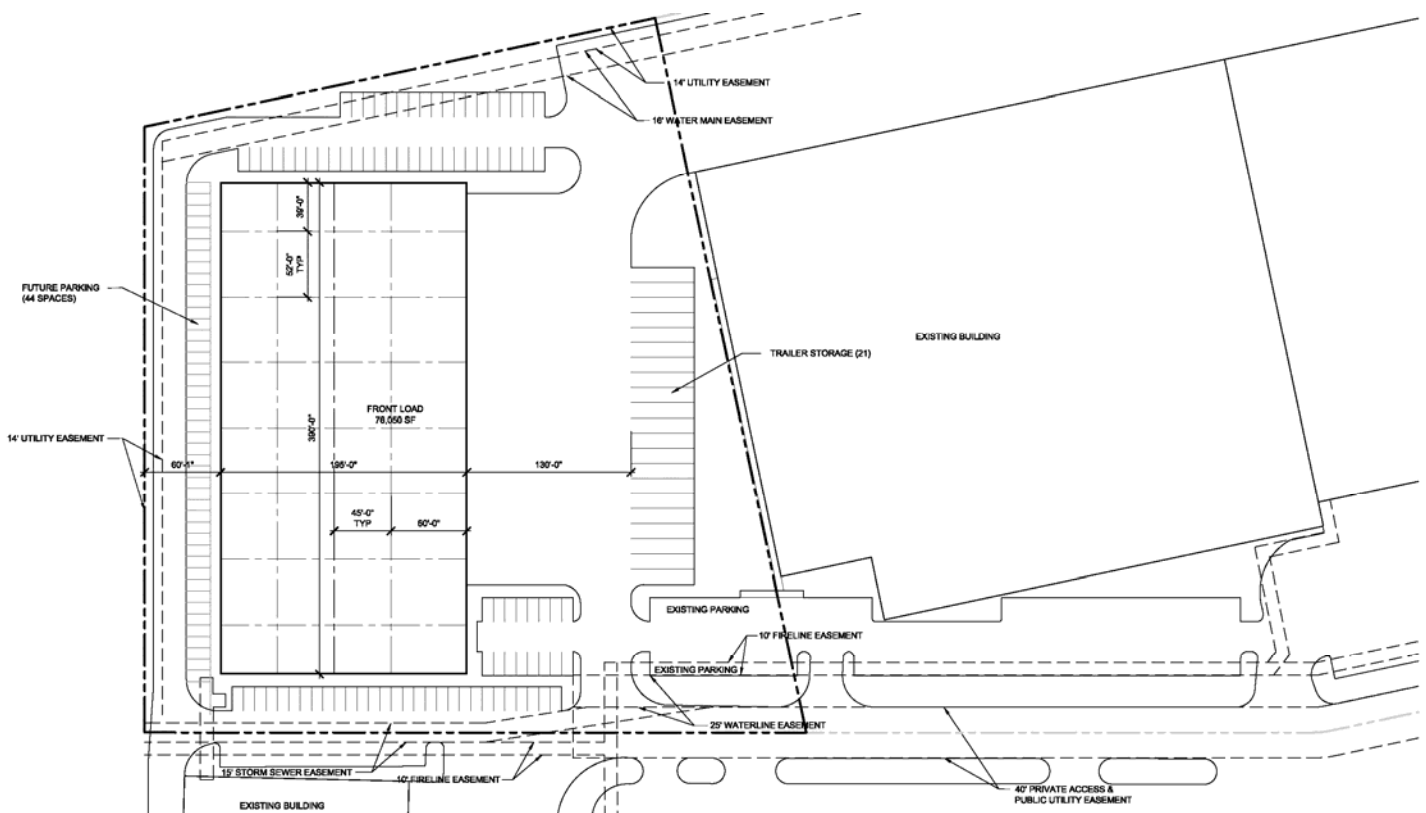 14' UTILITY EASEMENT
16' WATER MAIN EASEMENT
39'-0"
52'-0"
TYP
FUTURE PARKING
(44 SPACES)
EXISTING BUILDING
TRAILER STORAGE (21)
FRONT LOAD
76,050 SF
390'-0"
14' UTILITY EASEMENT
60'-1"
195'-0"
130'-0"
45'-0"
TYP
60'-0"
EXISTING PARKING
10' FIRELINE EASEMENT
EXISTING PARKING
25' WATERLINE EASEMENT
15' STORM SEWER EASEMENT
10' FIRELINE EASEMENT
40' PRIVATE ACCESS &
PUBLIC UTILITY EASEMENT
EXISTING BUILDING